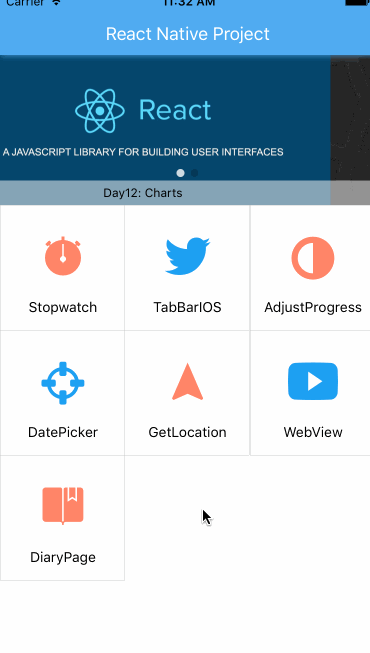 Carrier 11:32 AM
React Native Project
React
A JAVASCRIPT LIBRARY FOR BUILDING USER INTERFACES
Day12: Charts
Stopwatch TabBarIOS AdjustProgress
DatePicker GetLocation WebView
DiaryPage